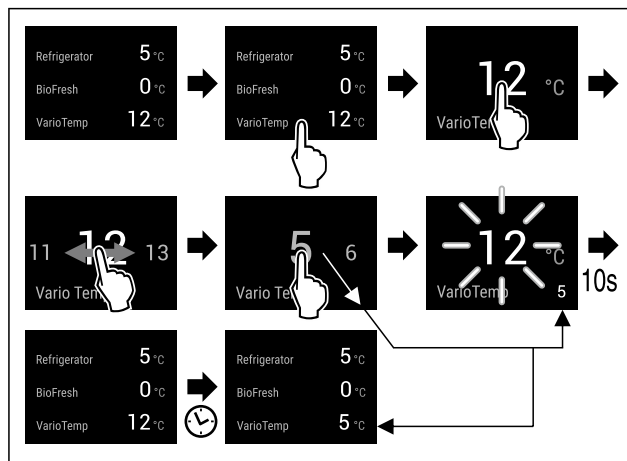 Refrigerator 5 °C
BioFresh 0 °C
VarioTemp 12 °C
Refrigerator 5 °C
BioFresh 0 °C
VarioTemp 12 °C
12 °C
VarioTemp
11 12 13
Vario Temp
5 6
Vario Te
12 °C
VarioTemp 5
10s
Refrigerator 5 °C
BioFresh 0 °C
VarioTemp 12 °C
Refrigerator 5 °C
BioFresh 0 °C
VarioTemp 5 °C